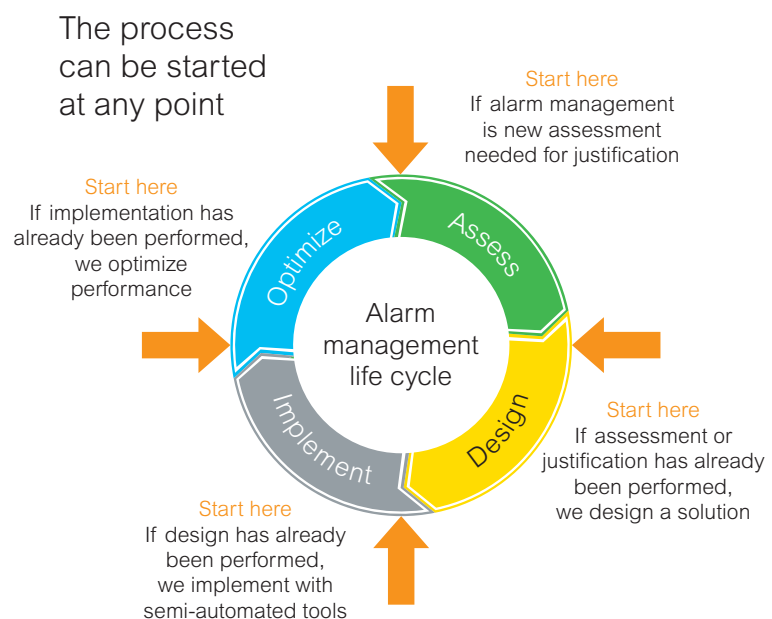 The process
can be started
at any point
Start here
If alarm management
is new assessment
needed for justification
Start here
If implementation has
already been performed,
we optimize
performance
Optimize
Assess
Alarm
management
life cycle
Implement
Design
Start here
If assessment or
justification has already
been performed,
we design a solution
Start here
If design has already
been performed,
we implement with
semi-automated tools